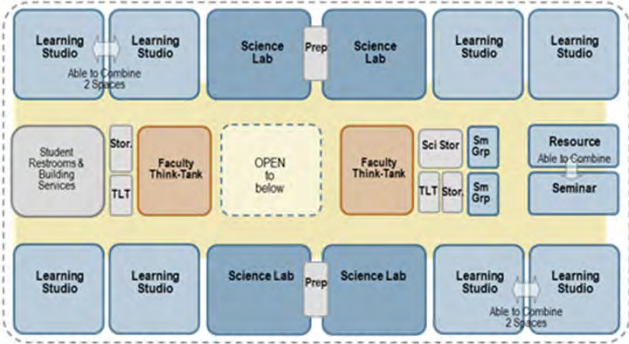 Learning
Studio
Learning
Studio
Able to Combine
2 Spaces
Science
Lab
Prep
Science
Lab
Learning
Studio
Learning
Studio
Student
Restrooms &
Building
Services
Stor.
TLT
Faculty
Think-Tank
OPEN
to
below
Faculty
Think-Tank
Sci Stor
TLT
Stor.
Sm
Grp
Sm
Grp
Resource
Able to Combine
Seminar
Learning
Studio
Learning
Studio
Science Lab
Prep
Science Lab
Learning
Studio
Learning
Studio
Able to Combine
2 Spaces